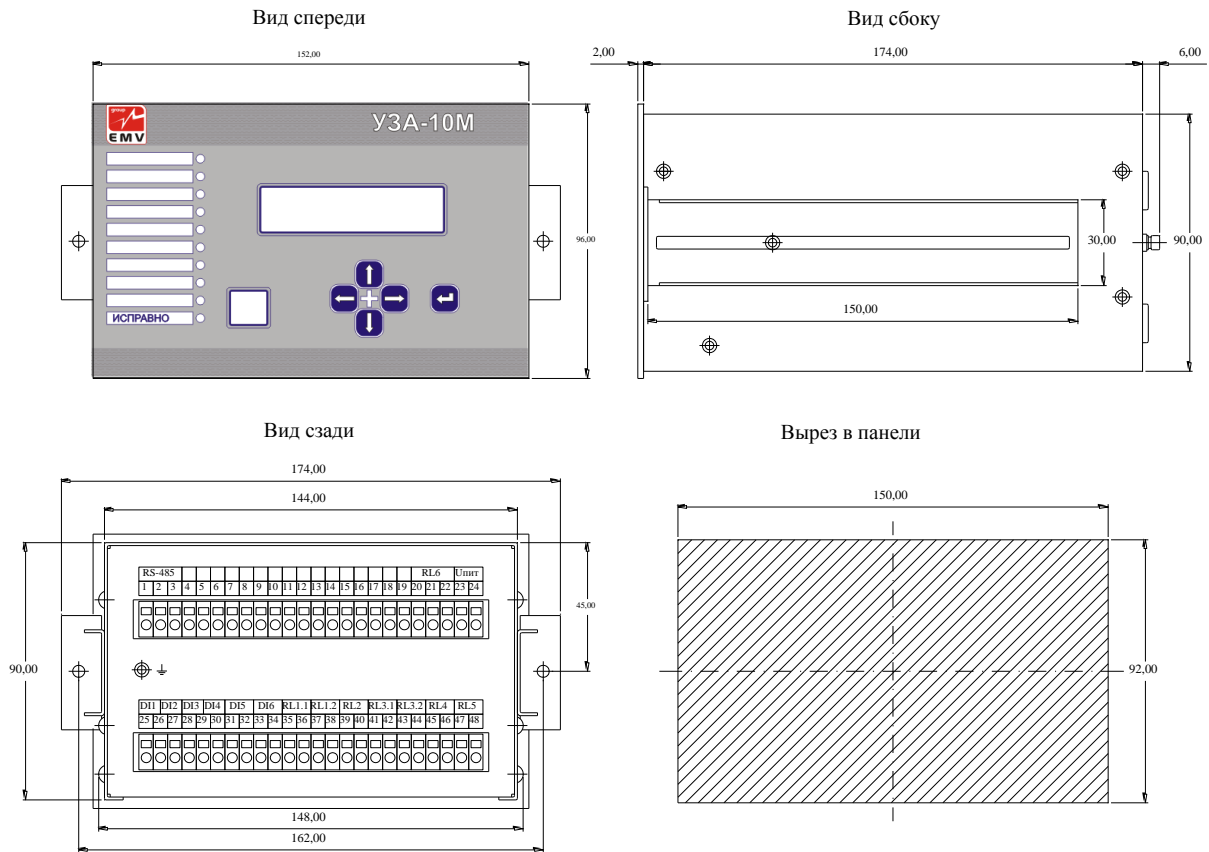 Вид спереди
Вид сбоку
152,00
2,00
174,00
6,00
group
EMV
УЗА-10М
96,00
30,00
90,00
150,00
ИСПРАВНО
Вид сзади
Вырез в панели
174,00
144,00
150,00
RS-485 RL6 Uпит
1 2 3 4 5 6 7 8 9 10 11 12 13 14 15 16 17 18 19 20 21 22 23 24
45,00
90,00
92,00
DI1 DI2 DI3 DI4 DI5 DI6 RL1.1 RL1.2 RL2 RL3.1 RL3.2 RL4 RL5
25 26 27 28 29 30 31 32 33 34 35 36 37 38 39 40 41 42 43 44 45 46 47 48
148,00
162,00